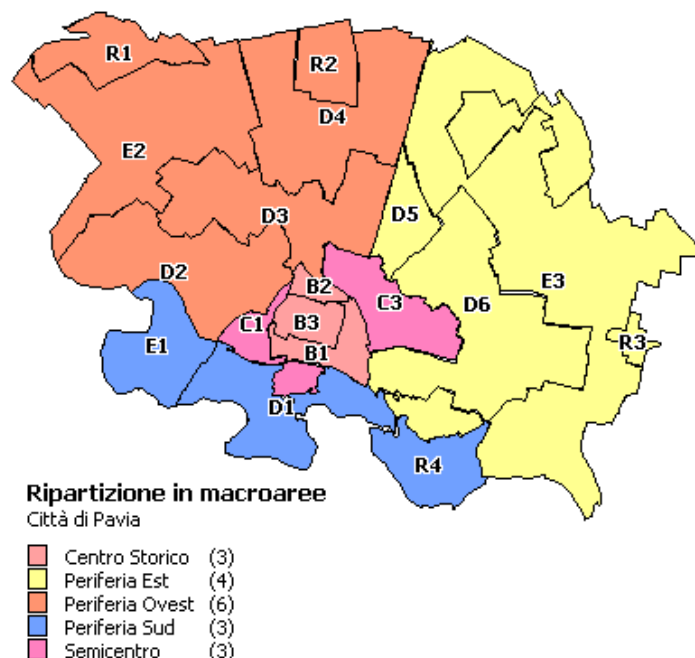 R1
R2
D4
E2
D3
D5
D2
B2
C3
D6
E3
C1
B3
B1
E1
R3
D1
R4
Ripartizione in macroaree
Città di Pavia
Centro Storico (3)
Periferia Est (4)
Periferia Ovest (6)
Periferia Sud (3)
Semicentro (3)